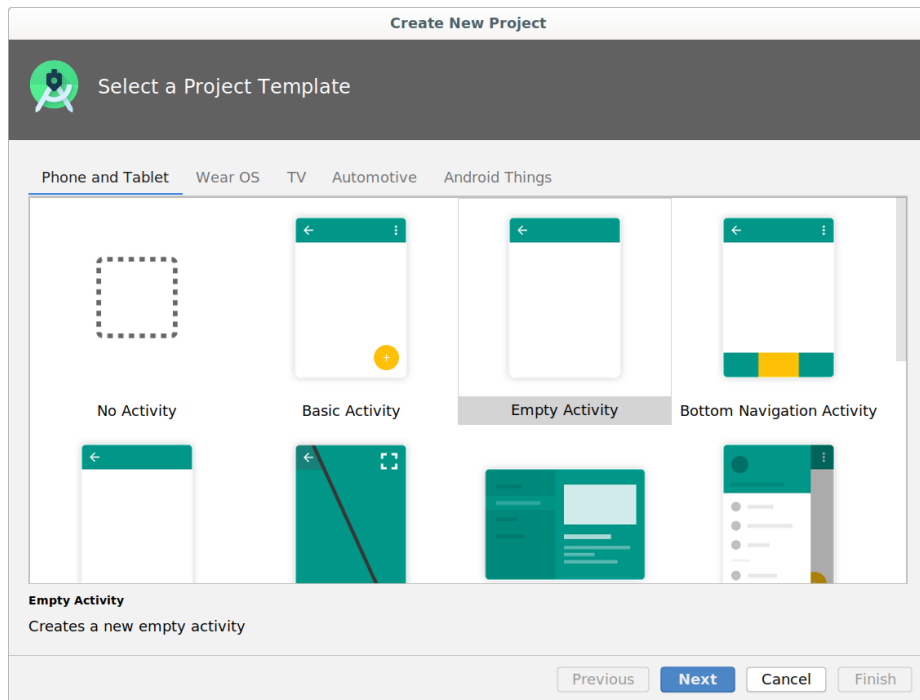 Create New Project
Select a Project Template
Phone and Tablet Wear OS TV Automotive Android Things
No Activity Basic Activity Empty Activity Bottom Navigation Activity
Empty Activity
Creates a new empty activity
Previous Next Cancel Finish